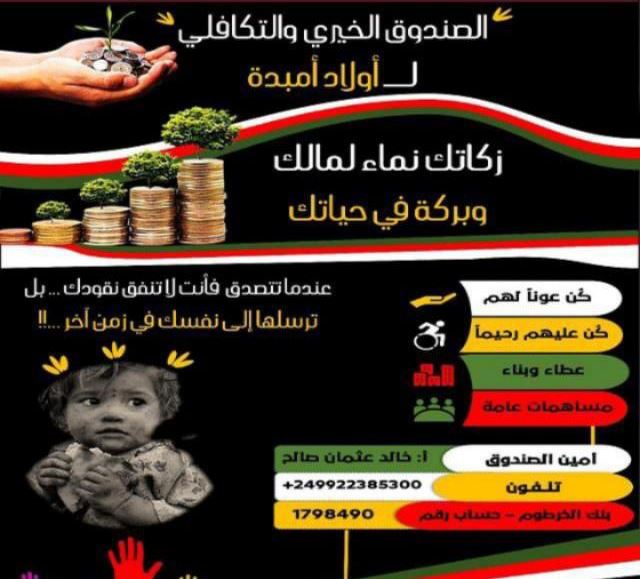 الصندوق الخيري والتكافلي
لـــ أولاد أمبدة
زكاتك نماء لمالك
وبركة في حياتك
عندما تتصدق فأنت لا تنفق نقودك ... بل
ترسلها إلى نفسك في زمن آخر ...!!
كُن عوناً لهم
كُن عليهم رحيماً
عطاء وبناء
مساهمات عامة
أمين الصندوق أ: خالد عثمان صالح
تلفون +249922385300
بنك الخرطوم - حساب رقم 1798490